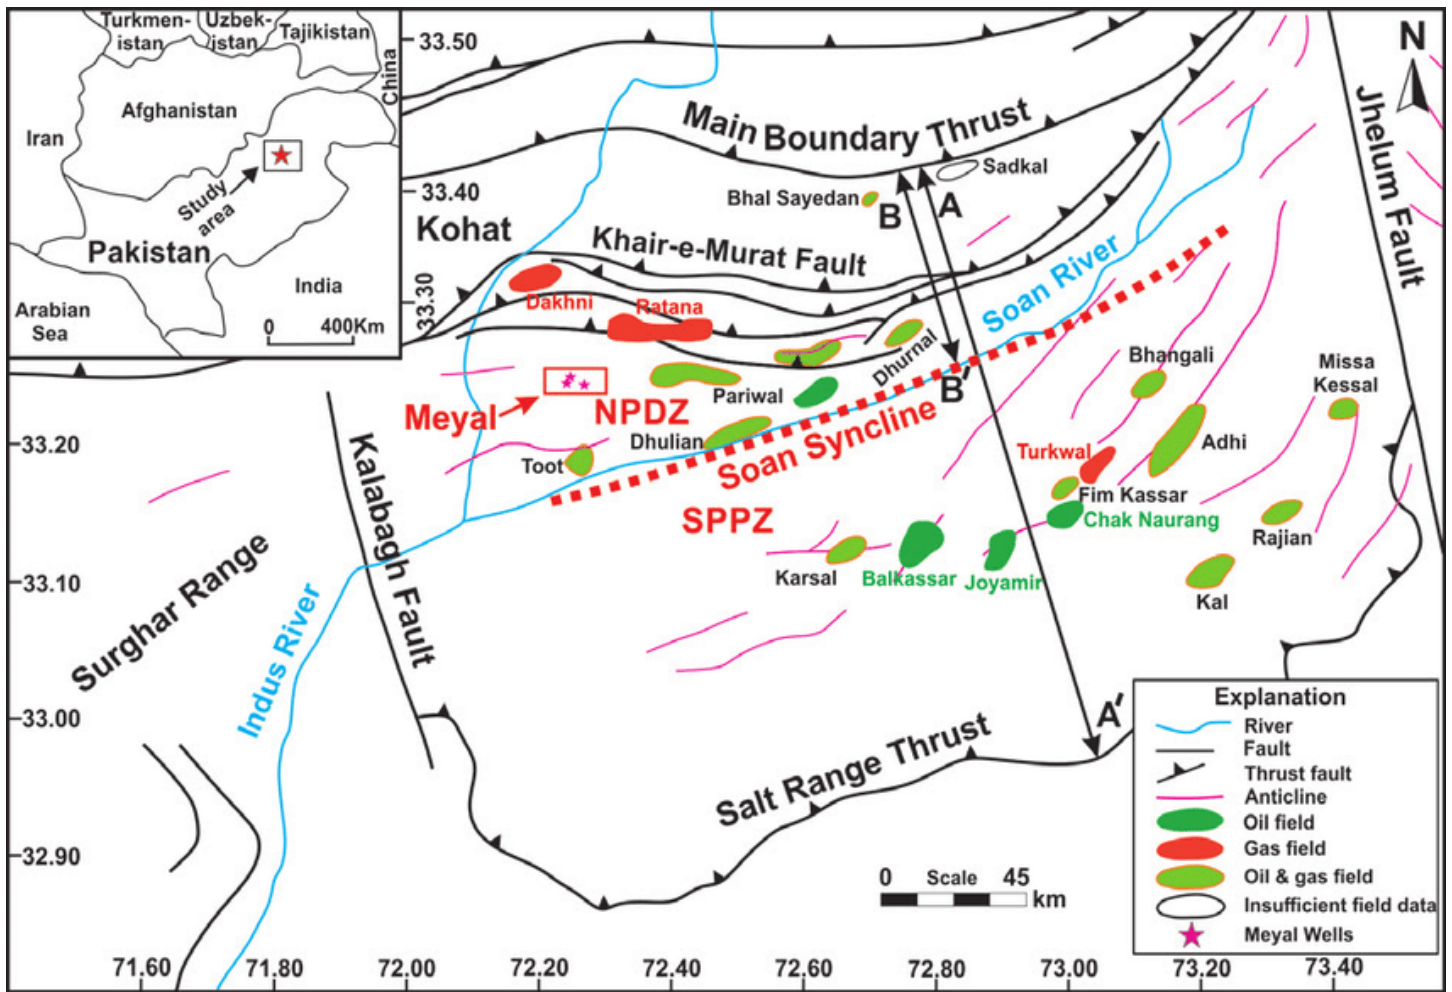 Turkmen-
istan
Uzbek-
istan
Tajikistan
China
Afghanistan
Iran
Study
area
Pakistan
India
Arabian
Sea
0
400Km
33.50
33.40
33.30
33.20
33.10
33.00
32.90
71.60
71.80
72.00
72.20
72.40
72.60
72.80
73.00
73.20
73.40
N
Main Boundary Thrust
Jhelum Fault
Sadkal
Bhal Sayedan
B
A
Kohat
Khair-e-Murat Fault
Soan River
Dakhni
Ratana
Dhurnal
Bhangali
Missa
Kessal
B'
Pariwal
Meyal
NPDZ
Dhulian
Soan Syncline
Toot
Turkwal
Adhi
Fim Kassar
Chak Naurang
SPPZ
Rajian
Karsal
Balkassar
Joyamir
Kal
Kalabagh Fault
Surghar Range
Indus River
A'
Salt Range Thrust
0 Scale 45
km
Explanation
River
Fault
Thrust fault
Anticline
Oil field
Gas field
Oil & gas field
Insufficient field data
Meyal Wells